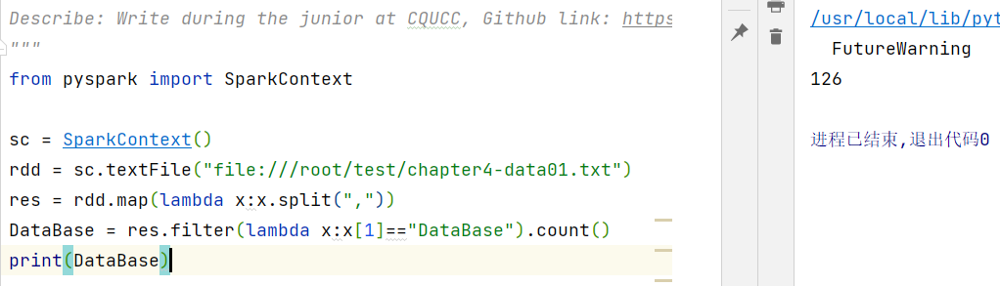 Describe: Write during the junior at CQUCC, Github link: https
"""
from pyspark import SparkContext
sc = SparkContext()
rdd = sc.textFile("file:///root/test/chapter4-data01.txt")
res = rdd.map(lambda x:x.split(","))
DataBase = res.filter(lambda x:x[1]=="DataBase").count()
print(DataBase)
/usr/local/lib/pyt
FutureWarning
126
进程已结束,退出代码0